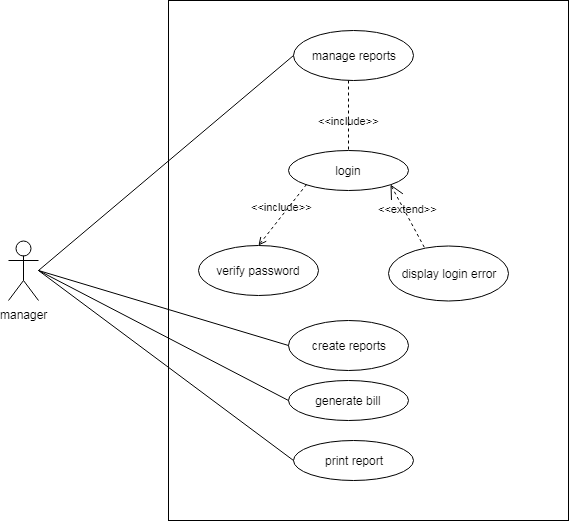 manage reports
<<include>>
login
<<include>>
<<extend>>
verify password
display login error
manager
create reports
generate bill
print report